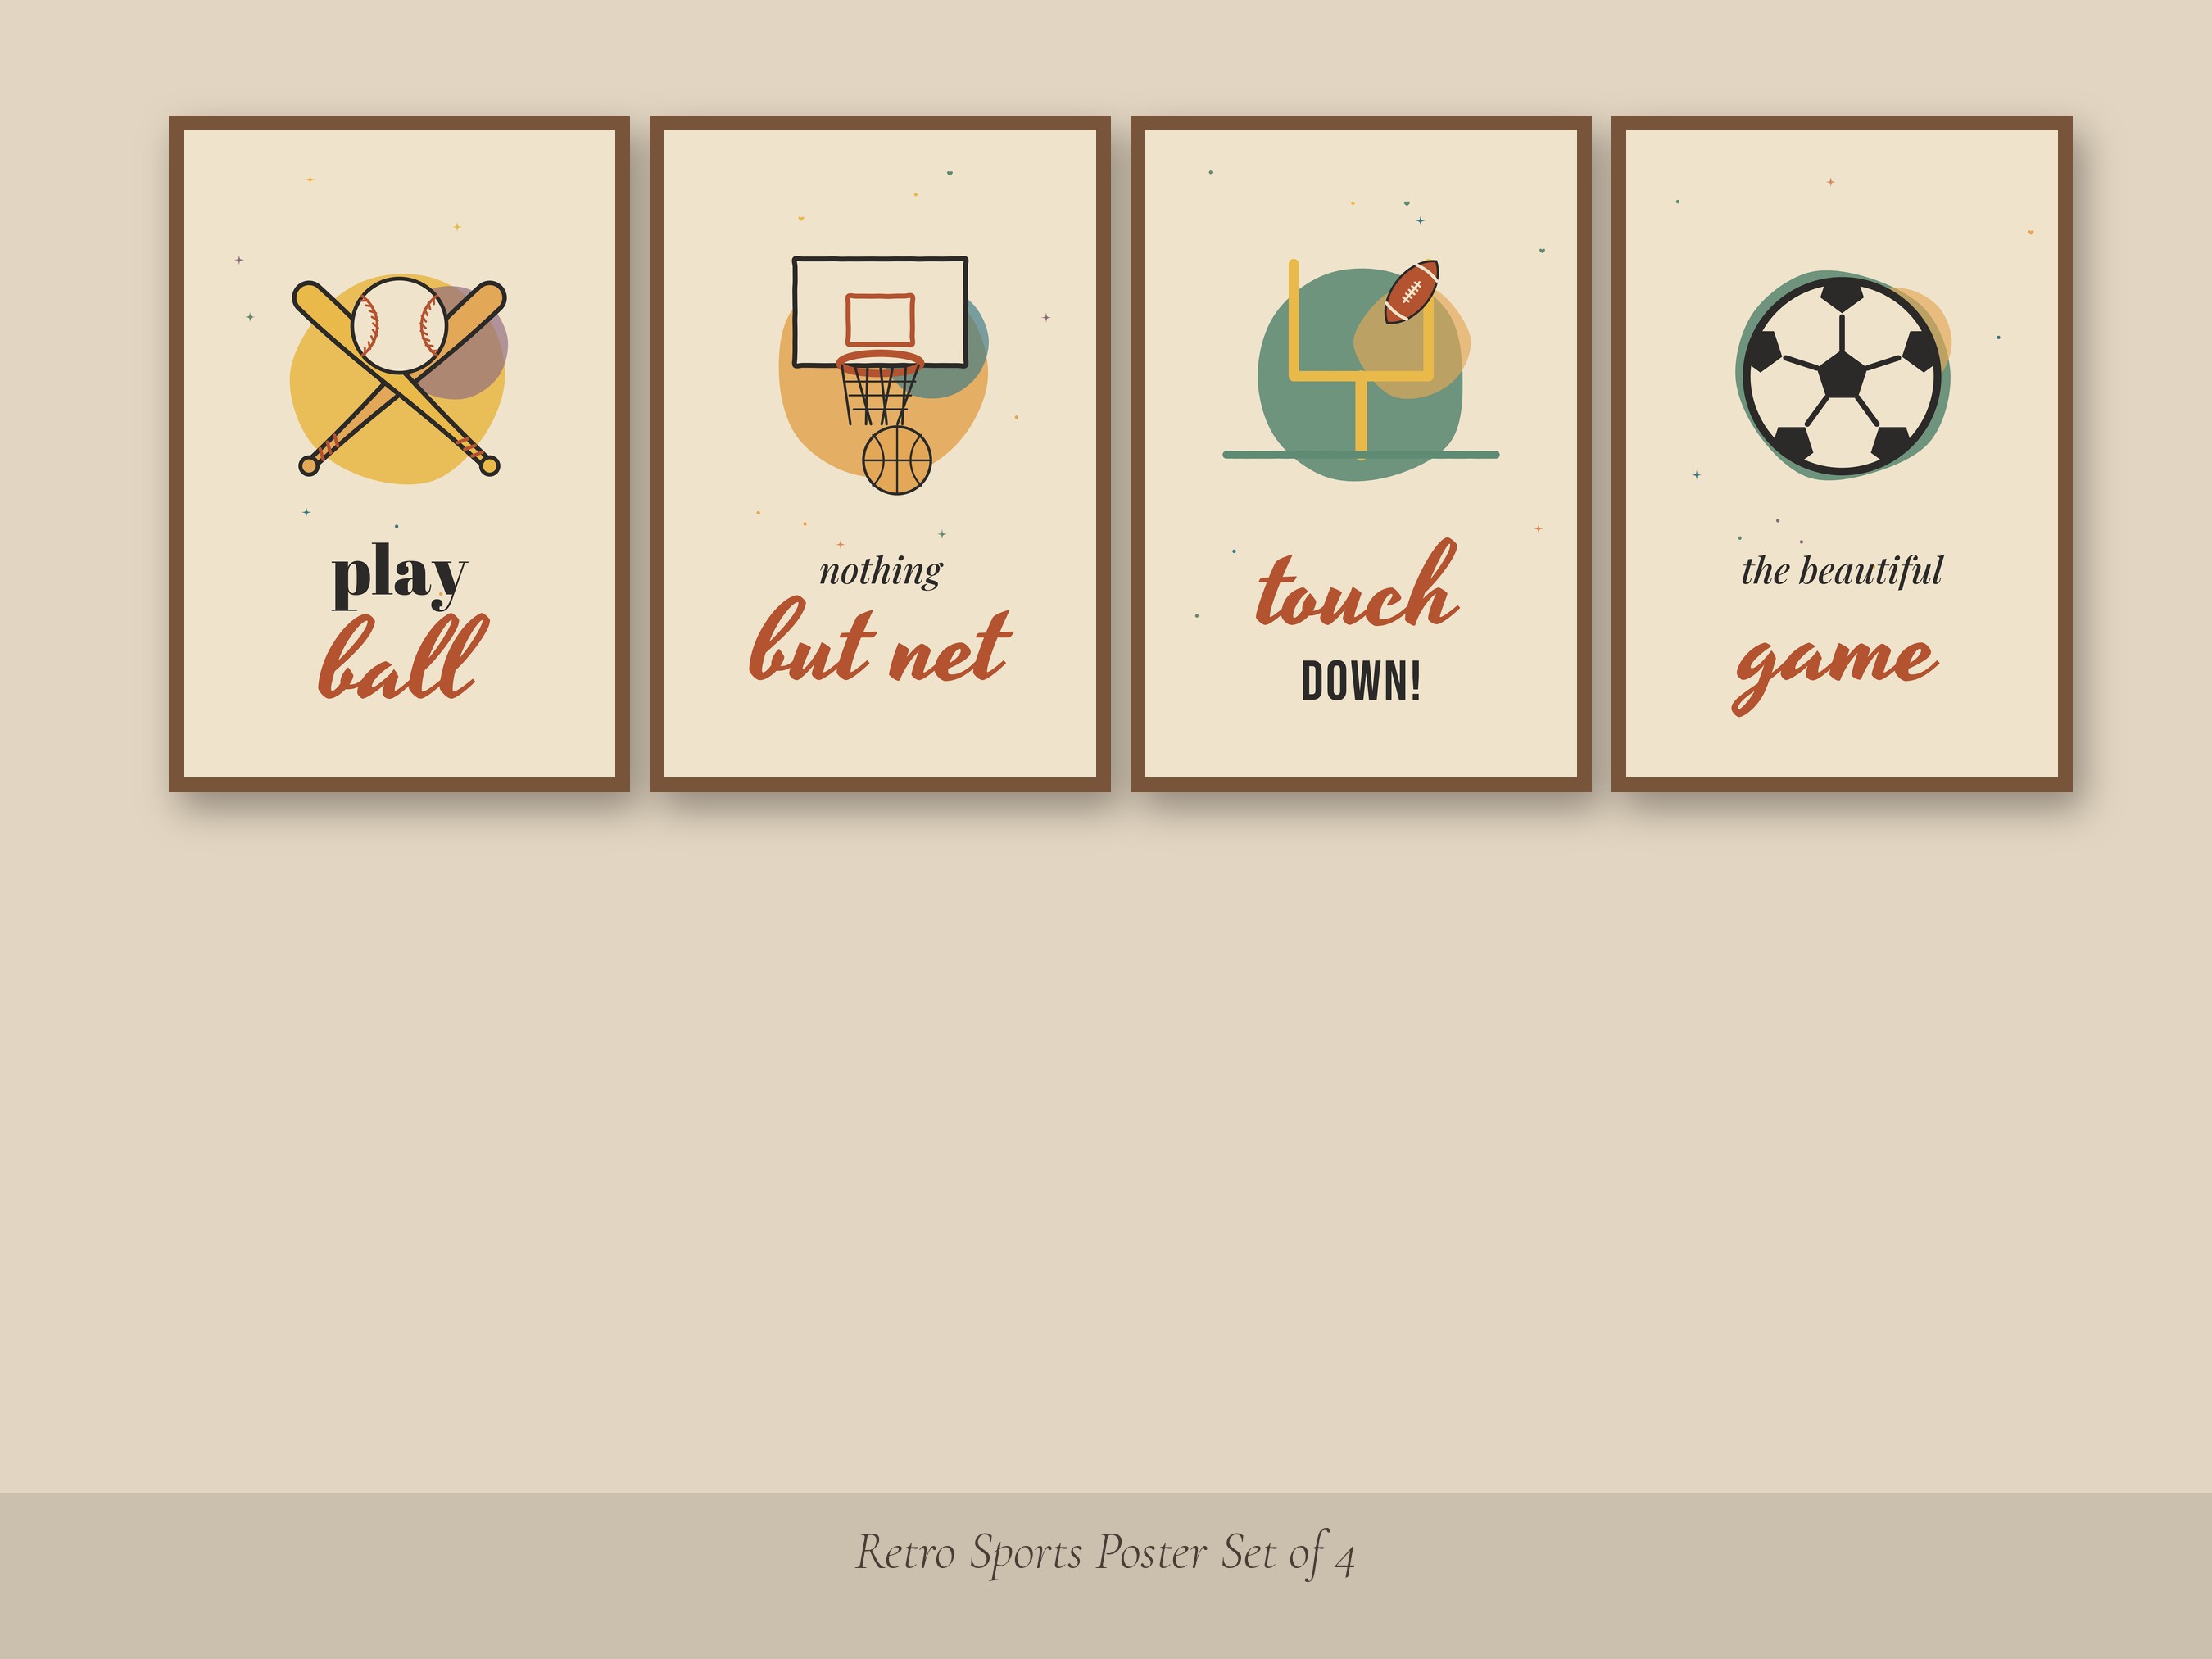 play
ball
nothing
but net
touch
DOWN!
the beautiful
game
Retro Sports Poster Set of 4